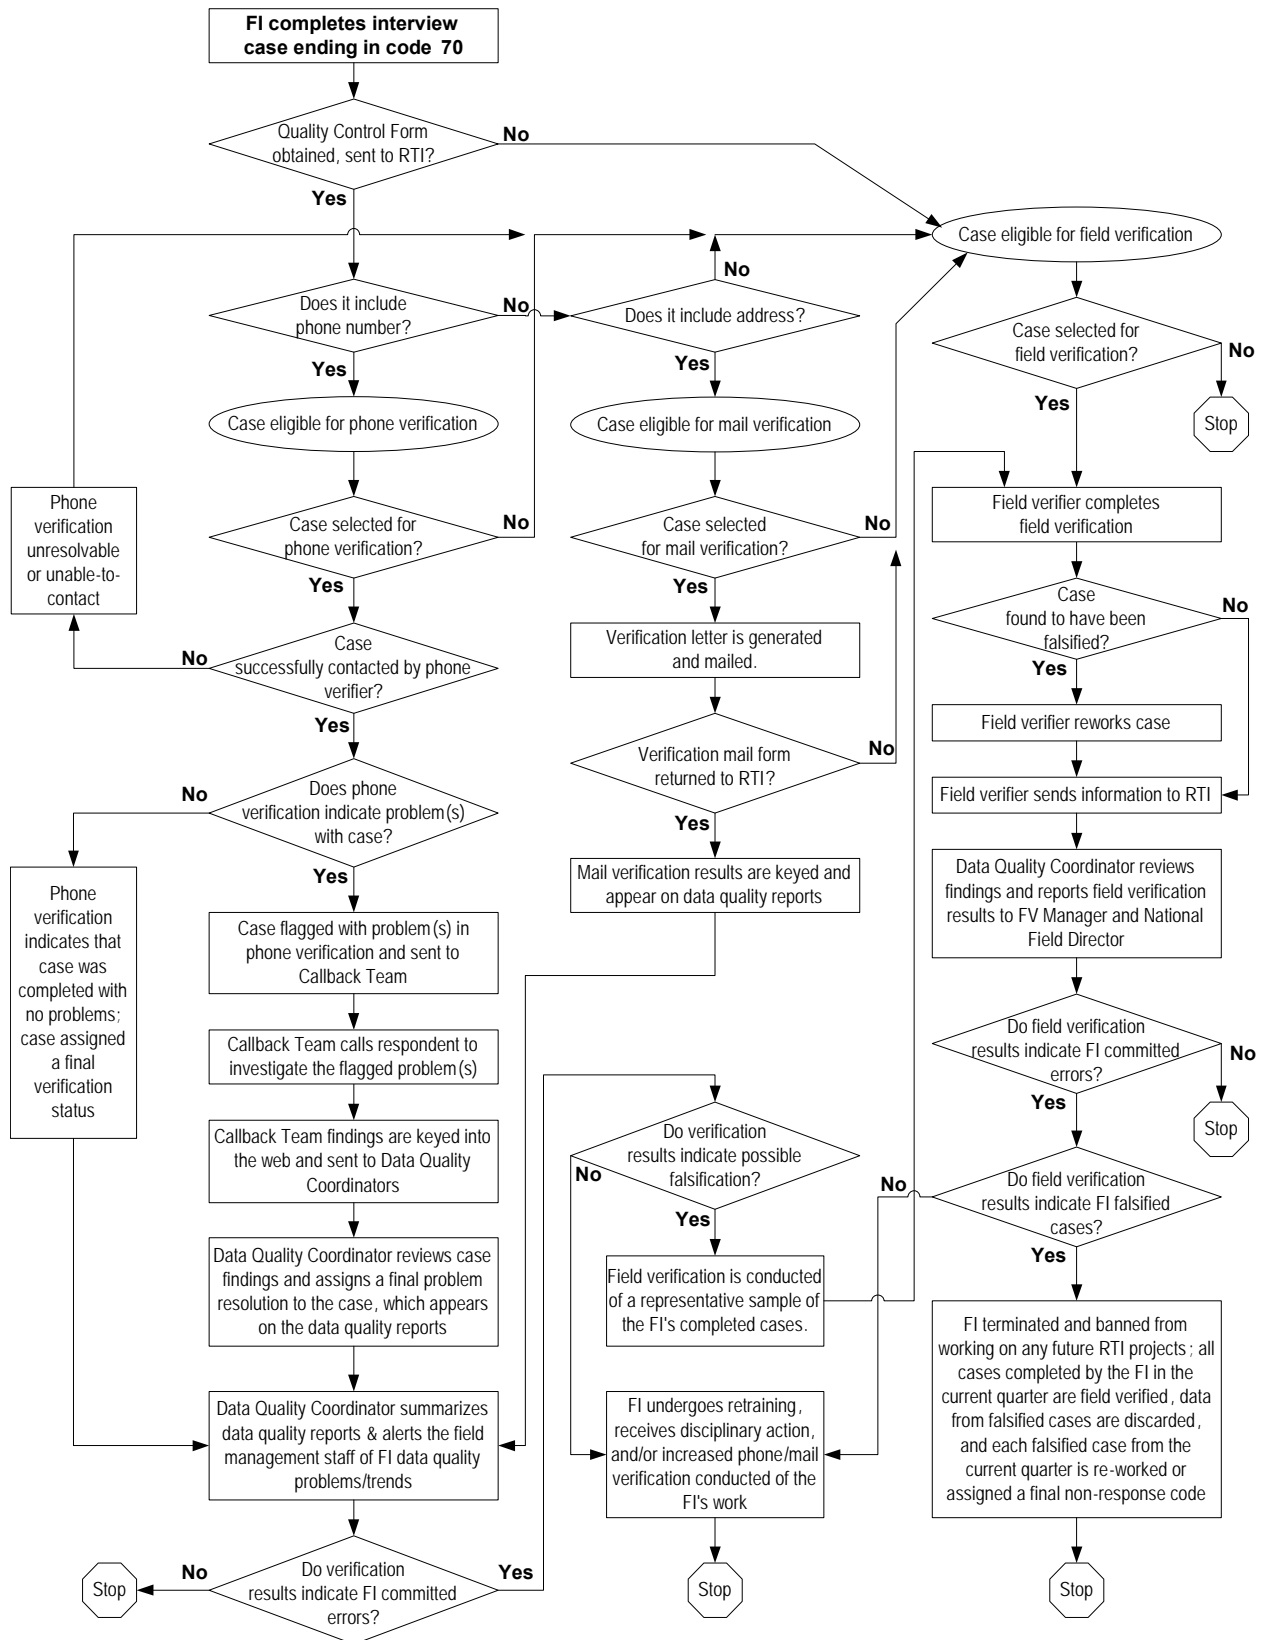 FI completes interview
case ending in code 70
Quality Control Form
obtained, sent to RTI?
No
Yes
Case eligible for field verification
No
Does it include
phone number?
No
Does it include address?
Case selected for
field verification?
No
Yes
Yes
Yes
Stop
Case eligible for phone verification
Case eligible for mail verification
Phone
verification
unresolvable
or unable-to-
contact
Case selected for
phone verification?
No
Case selected
for mail verification?
No
Field verifier completes
field verification
Yes
Yes
Case
found to have been
falsified?
No
Yes
Verification letter is generated
and mailed.
Case
successfully contacted by phone
verifier?
No
Yes
Field verifier reworks case
Verification mail form
returned to RTI?
No
Yes
Field verifier sends information to RTI
Does phone
verification indicate problem(s)
with case?
No
Yes
Mail verification results are keyed and
appear on data quality reports
Data Quality Coordinator reviews
findings and reports field verification
results to FV Manager and National
Field Director
Phone
verification
indicates that
case was
completed with
no problems;
case assigned
a final
verification
status
Case flagged with problem(s) in
phone verification and sent to
Callback Team
Callback Team calls respondent to
investigate the flagged problem(s)
Do field verification
results indicate FI committed
errors?
No
Yes
Stop
Callback Team findings are keyed into
the web and sent to Data Quality
Coordinators
Do verification
results indicate possible
falsification?
No
Yes
Do field verification
results indicate FI falsified
cases?
No
Yes
Data Quality Coordinator reviews case
findings and assigns a final problem
resolution to the case, which appears
on the data quality reports
Field verification is conducted
of a representative sample of
the FI's completed cases.
FI terminated and banned from
working on any future RTI projects; all
cases completed by the FI in the
current quarter are field verified, data
from falsified cases are discarded,
and each falsified case from the
current quarter is re-worked or
assigned a final non-response code
Data Quality Coordinator summarizes
data quality reports & alerts the field
management staff of FI data quality
problems/trends
FI undergoes retraining,
receives disciplinary action,
and/or increased phone/mail
verification conducted of the
FI's work
Do verification
results indicate FI committed
errors?
No
Yes
Stop
Stop
Stop